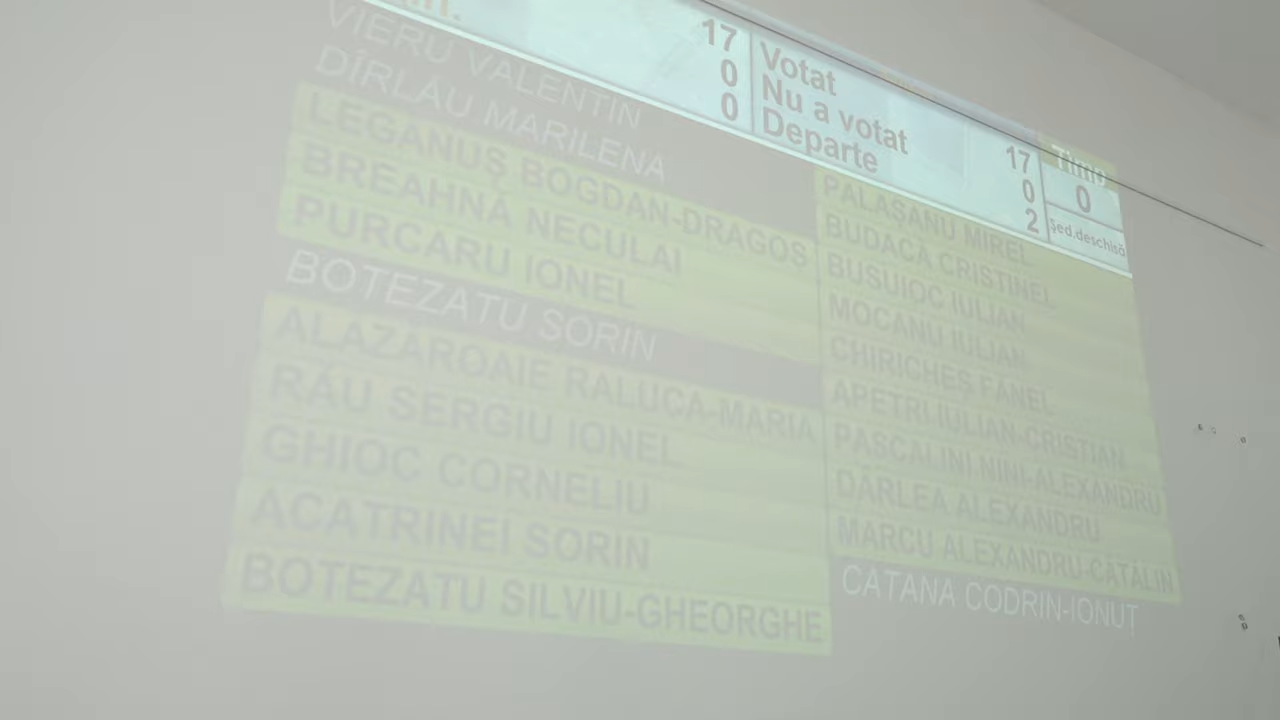 17 Votat 17
0 Nu a votat 0
0 Departe 2
Timp
0
Şed.deschisă
VIERU VALENTIN
DÎRLĂU MARILENA
LEGANUŞ BOGDAN-DRAGOŞ
BREAHNĂ NECULAI
PURCARU IONEL
BOTEZATU SORIN
ALAZĂROAIE RALUCA-MARIA
RĂU SERGIU IONEL
GHIOC CORNELIU
ACATRINEI SORIN
BOTEZATU SILVIU-GHEORGHE
PALAŞANU MIREL
BUDACĂ CRISTINEL
BUSUIOC IULIAN
MOCANU IULIAN
CHIRICHEŞ FĂNEL
APETRI IULIAN-CRISTIAN
PASCALINI NINI-ALEXANDRU
DARLEA ALEXANDRU
MARCU ALEXANDRU-CĂTĂLIN
CĂTANĂ CODRIN-IONUŢ